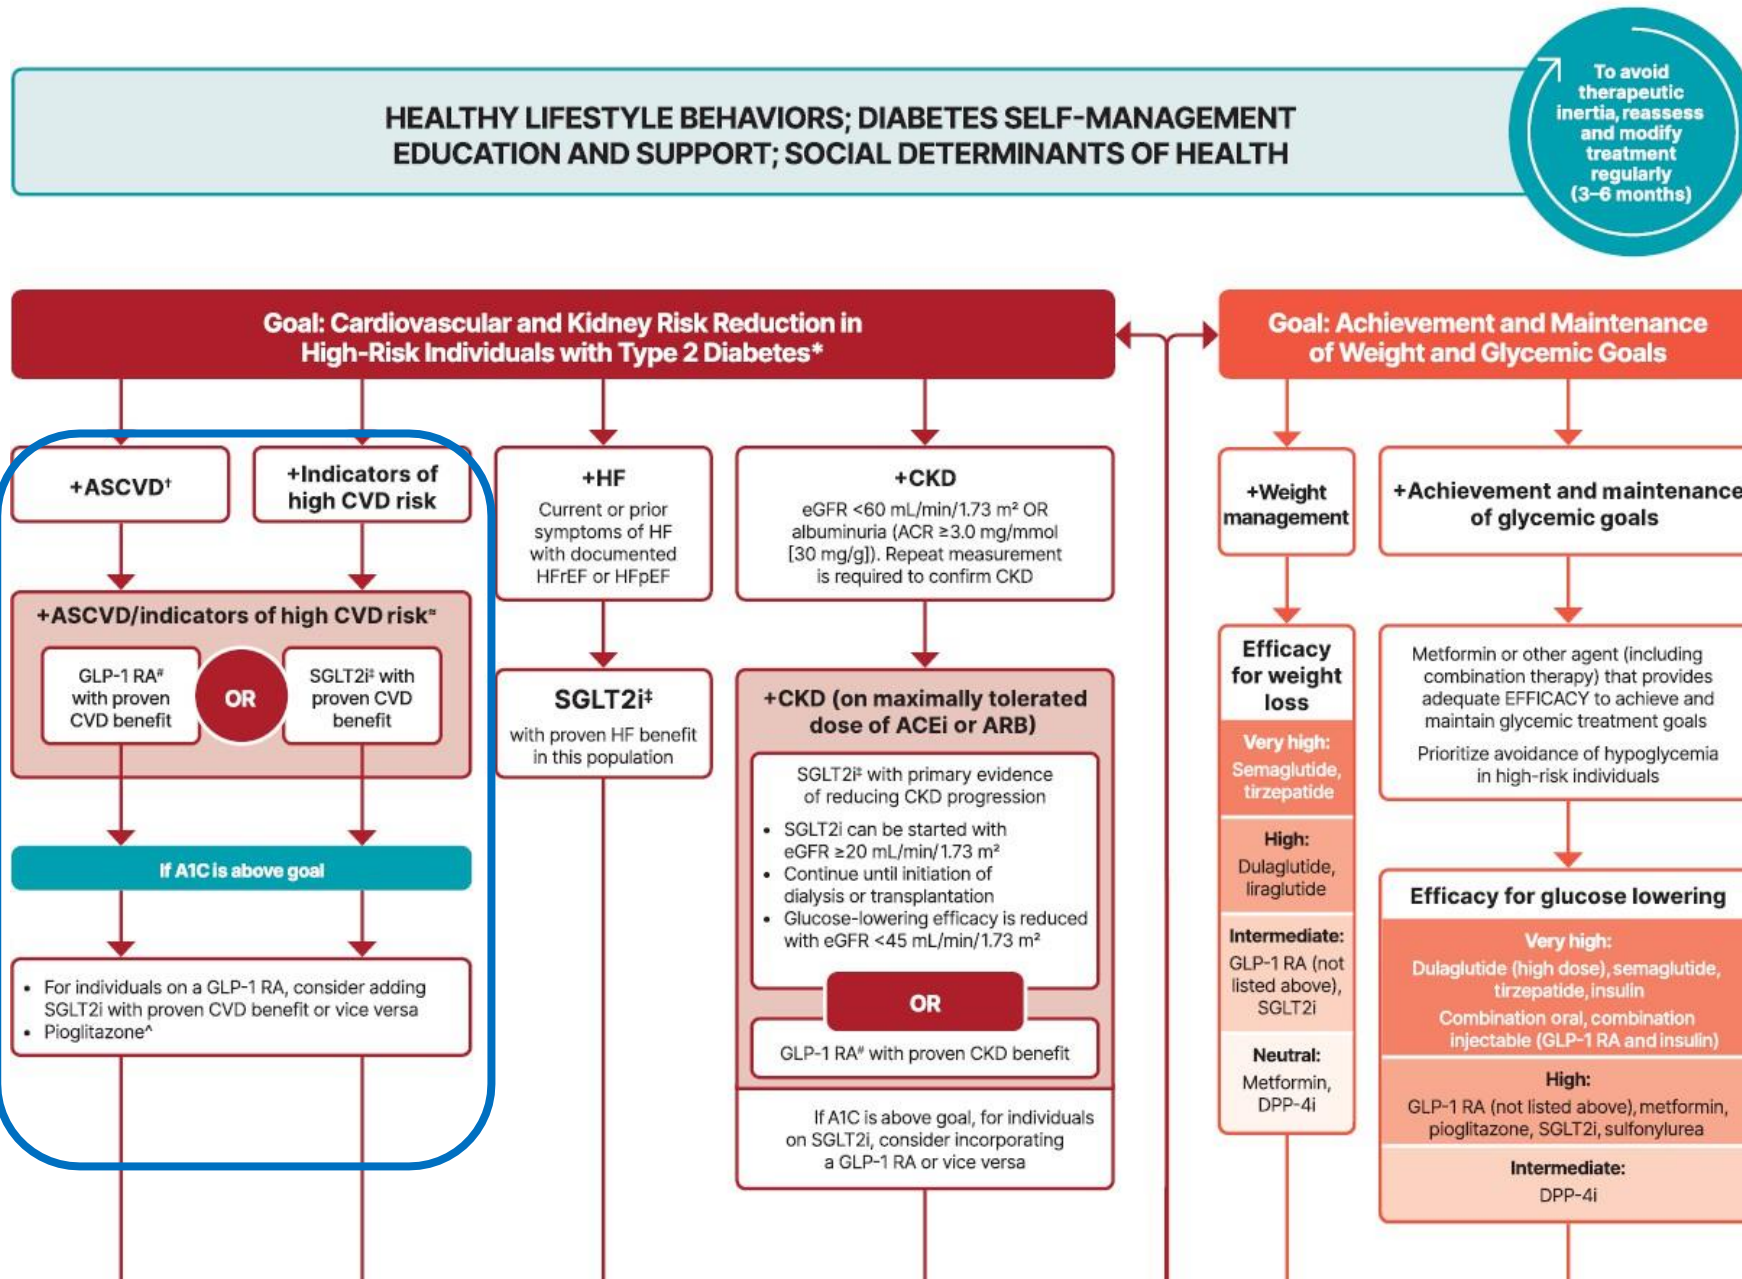 HEALTHY LIFESTYLE BEHAVIORS; DIABETES SELF-MANAGEMENT
EDUCATION AND SUPPORT; SOCIAL DETERMINANTS OF HEALTH
To avoid
therapeutic
inertia, reassess
and modify
treatment
regularly
(3–6 months)
Goal: Cardiovascular and Kidney Risk Reduction in
High-Risk Individuals with Type 2 Diabetes*
+ASCVD†
+Indicators of
high CVD risk
+ASCVD/indicators of high CVD risk≈
GLP-1 RA#
with proven
CVD benefit
OR
SGLT2i‡ with
proven CVD
benefit
If A1C is above goal
• For individuals on a GLP-1 RA, consider adding
SGLT2i with proven CVD benefit or vice versa
• Pioglitazone^
+HF
Current or prior
symptoms of HF
with documented
HFrEF or HFpEF
SGLT2i‡
with proven HF benefit
in this population
+CKD
eGFR <60 mL/min/1.73 m² OR
albuminuria (ACR ≥3.0 mg/mmol
[30 mg/g]). Repeat measurement
is required to confirm CKD
+CKD (on maximally tolerated
dose of ACEi or ARB)
SGLT2i‡ with primary evidence
of reducing CKD progression
• SGLT2i can be started with
eGFR ≥20 mL/min/1.73 m²
• Continue until initiation of
dialysis or transplantation
• Glucose-lowering efficacy is reduced
with eGFR <45 mL/min/1.73 m²
OR
GLP-1 RA# with proven CKD benefit
If A1C is above goal, for individuals
on SGLT2i, consider incorporating
a GLP-1 RA or vice versa
Goal: Achievement and Maintenance
of Weight and Glycemic Goals
+Weight
management
Efficacy
for weight
loss
Very high:
Semaglutide,
tirzepatide
High:
Dulaglutide,
liraglutide
Intermediate:
GLP-1 RA (not
listed above),
SGLT2i
Neutral:
Metformin,
DPP-4i
+Achievement and maintenance
of glycemic goals
Metformin or other agent (including
combination therapy) that provides
adequate EFFICACY to achieve and
maintain glycemic treatment goals
Prioritize avoidance of hypoglycemia
in high-risk individuals
Efficacy for glucose lowering
Very high:
Dulaglutide (high dose), semaglutide,
tirzepatide, insulin
Combination oral, combination
injectable (GLP-1 RA and insulin)
High:
GLP-1 RA (not listed above), metformin,
pioglitazone, SGLT2i, sulfonylurea
Intermediate:
DPP-4i